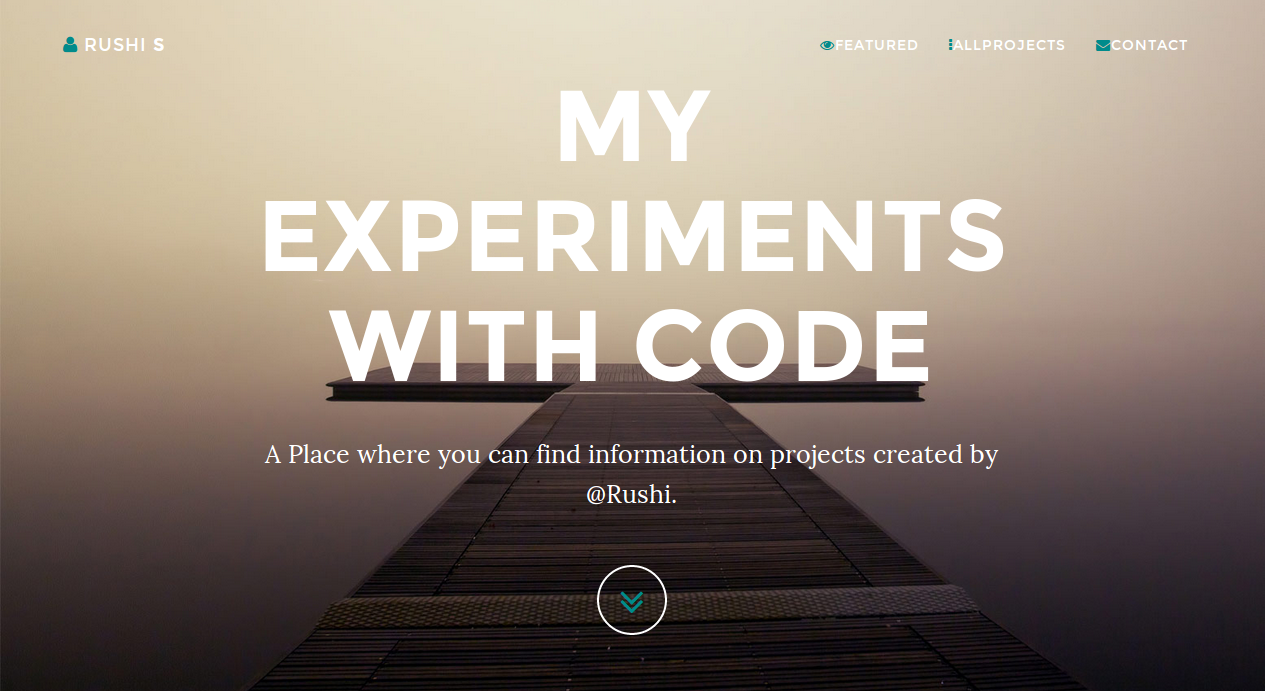 RUSHI S
FEATURED
ALLPROJECTS
CONTACT
MY
EXPERIMENTS
WITH CODE
A Place where you can find information on projects created by
@Rushi.